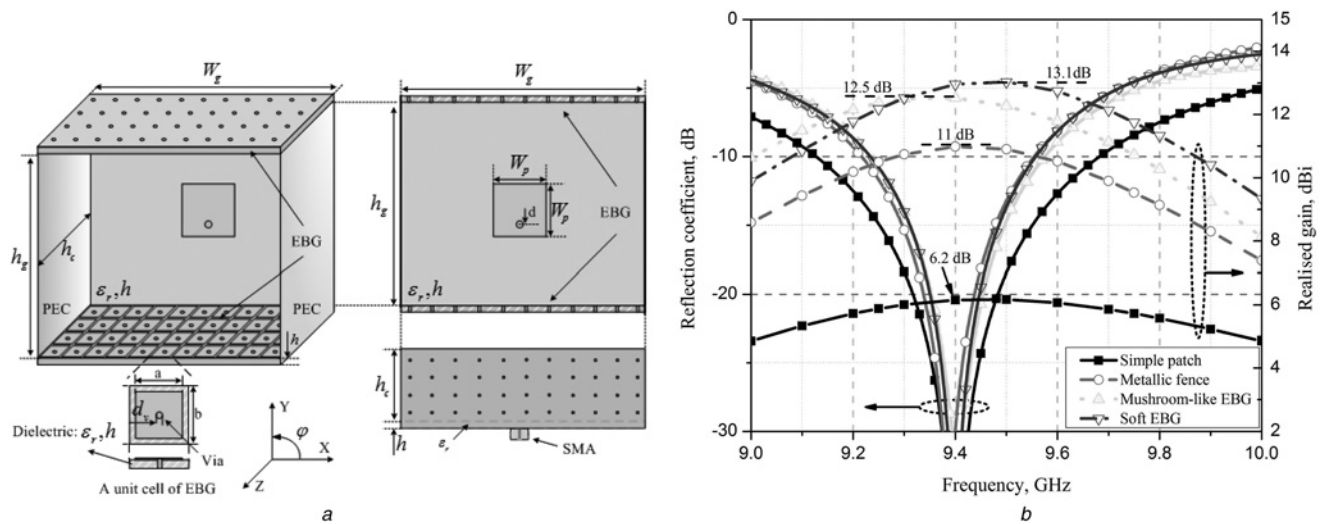 W_g
W_g
h_g
h_c
PEC
PEC
EBG
ε_r, h
h
h_g
W_p
W_p
d
EBG
ε_r, h
h_c
ε_r
h
SMA
a
b
d_v
Dielectric: ε_r, h
Via
A unit cell of EBG
Y
φ
X
Z
a
Reflection coefficient, dB
0
-5
-10
-15
-20
-25
-30
12.5 dB
13.1dB
11 dB
6.2 dB
Simple patch
Metallic fence
Mushroom-like EBG
Soft EBG
15
14
13
12
11
10
9
8
7
6
5
4
3
2
Realised gain, dBi
9.0
9.2
9.4
9.6
9.8
10.0
Frequency, GHz
b